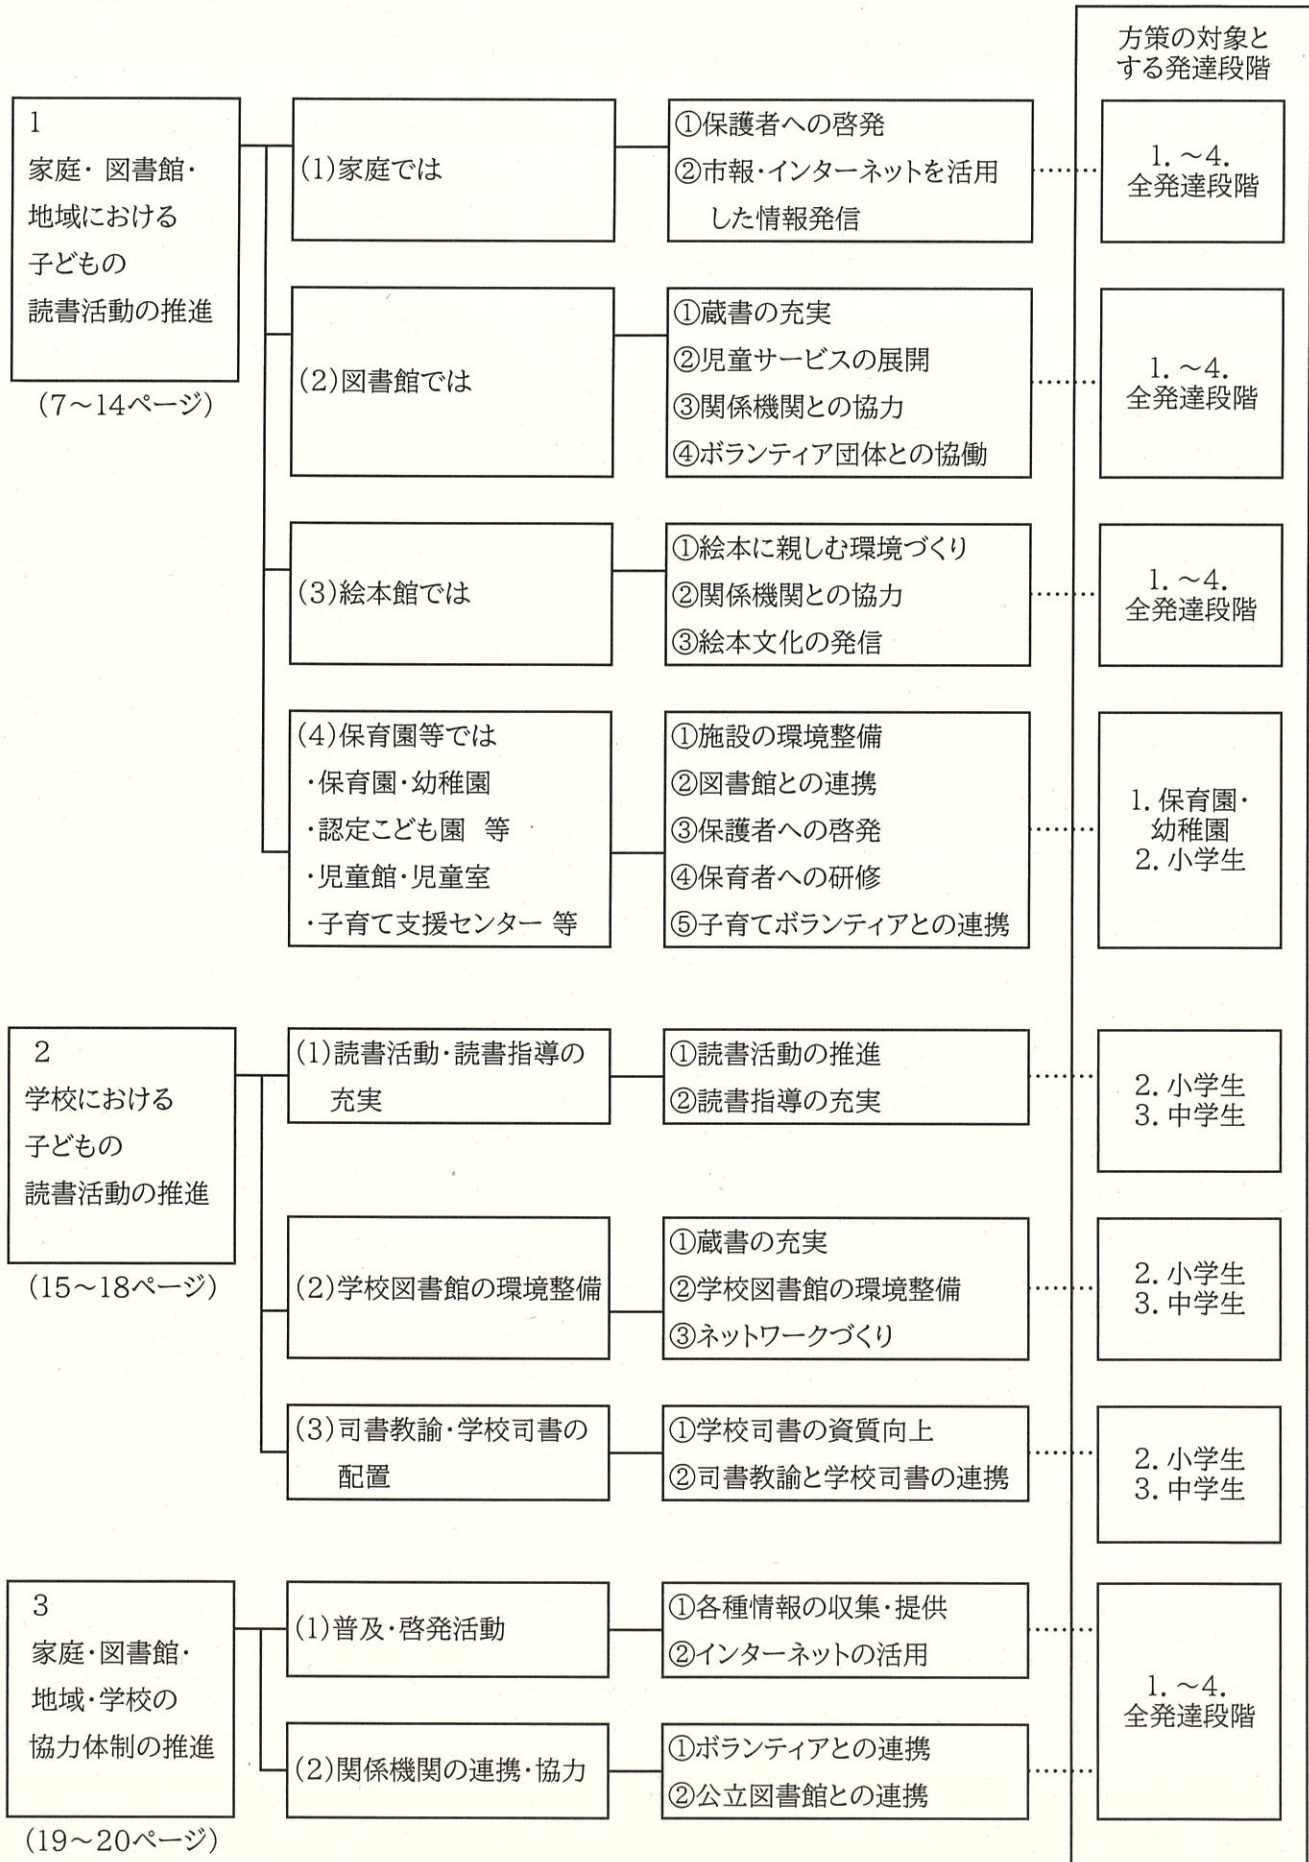 方策の対象と
する発達段階
1
家庭・図書館・
地域における
子どもの
読書活動の推進
(7～14ページ)
(1)家庭では
①保護者への啓発
②市報・インターネットを活用
した情報発信
1.～4.
全発達段階
(2)図書館では
①蔵書の充実
②児童サービスの展開
③関係機関との協力
④ボランティア団体との協働
1.～4.
全発達段階
(3)絵本館では
①絵本に親しむ環境づくり
②関係機関との協力
③絵本文化の発信
1.～4.
全発達段階
(4)保育園等では
・保育園・幼稚園
・認定こども園 等
・児童館・児童室
・子育て支援センター 等
①施設の環境整備
②図書館との連携
③保護者への啓発
④保育者への研修
⑤子育てボランティアとの連携
1.保育園・
幼稚園
2.小学生
2
学校における
子どもの
読書活動の推進
(15～18ページ)
(1)読書活動・読書指導の
充実
①読書活動の推進
②読書指導の充実
2.小学生
3.中学生
(2)学校図書館の環境整備
①蔵書の充実
②学校図書館の環境整備
③ネットワークづくり
2.小学生
3.中学生
(3)司書教諭・学校司書の
配置
①学校司書の資質向上
②司書教諭と学校司書の連携
2.小学生
3.中学生
3
家庭・図書館・
地域・学校の
協力体制の推進
(19～20ページ)
(1)普及・啓発活動
①各種情報の収集・提供
②インターネットの活用
(2)関係機関の連携・協力
①ボランティアとの連携
②公立図書館との連携
1.～4.
全発達段階